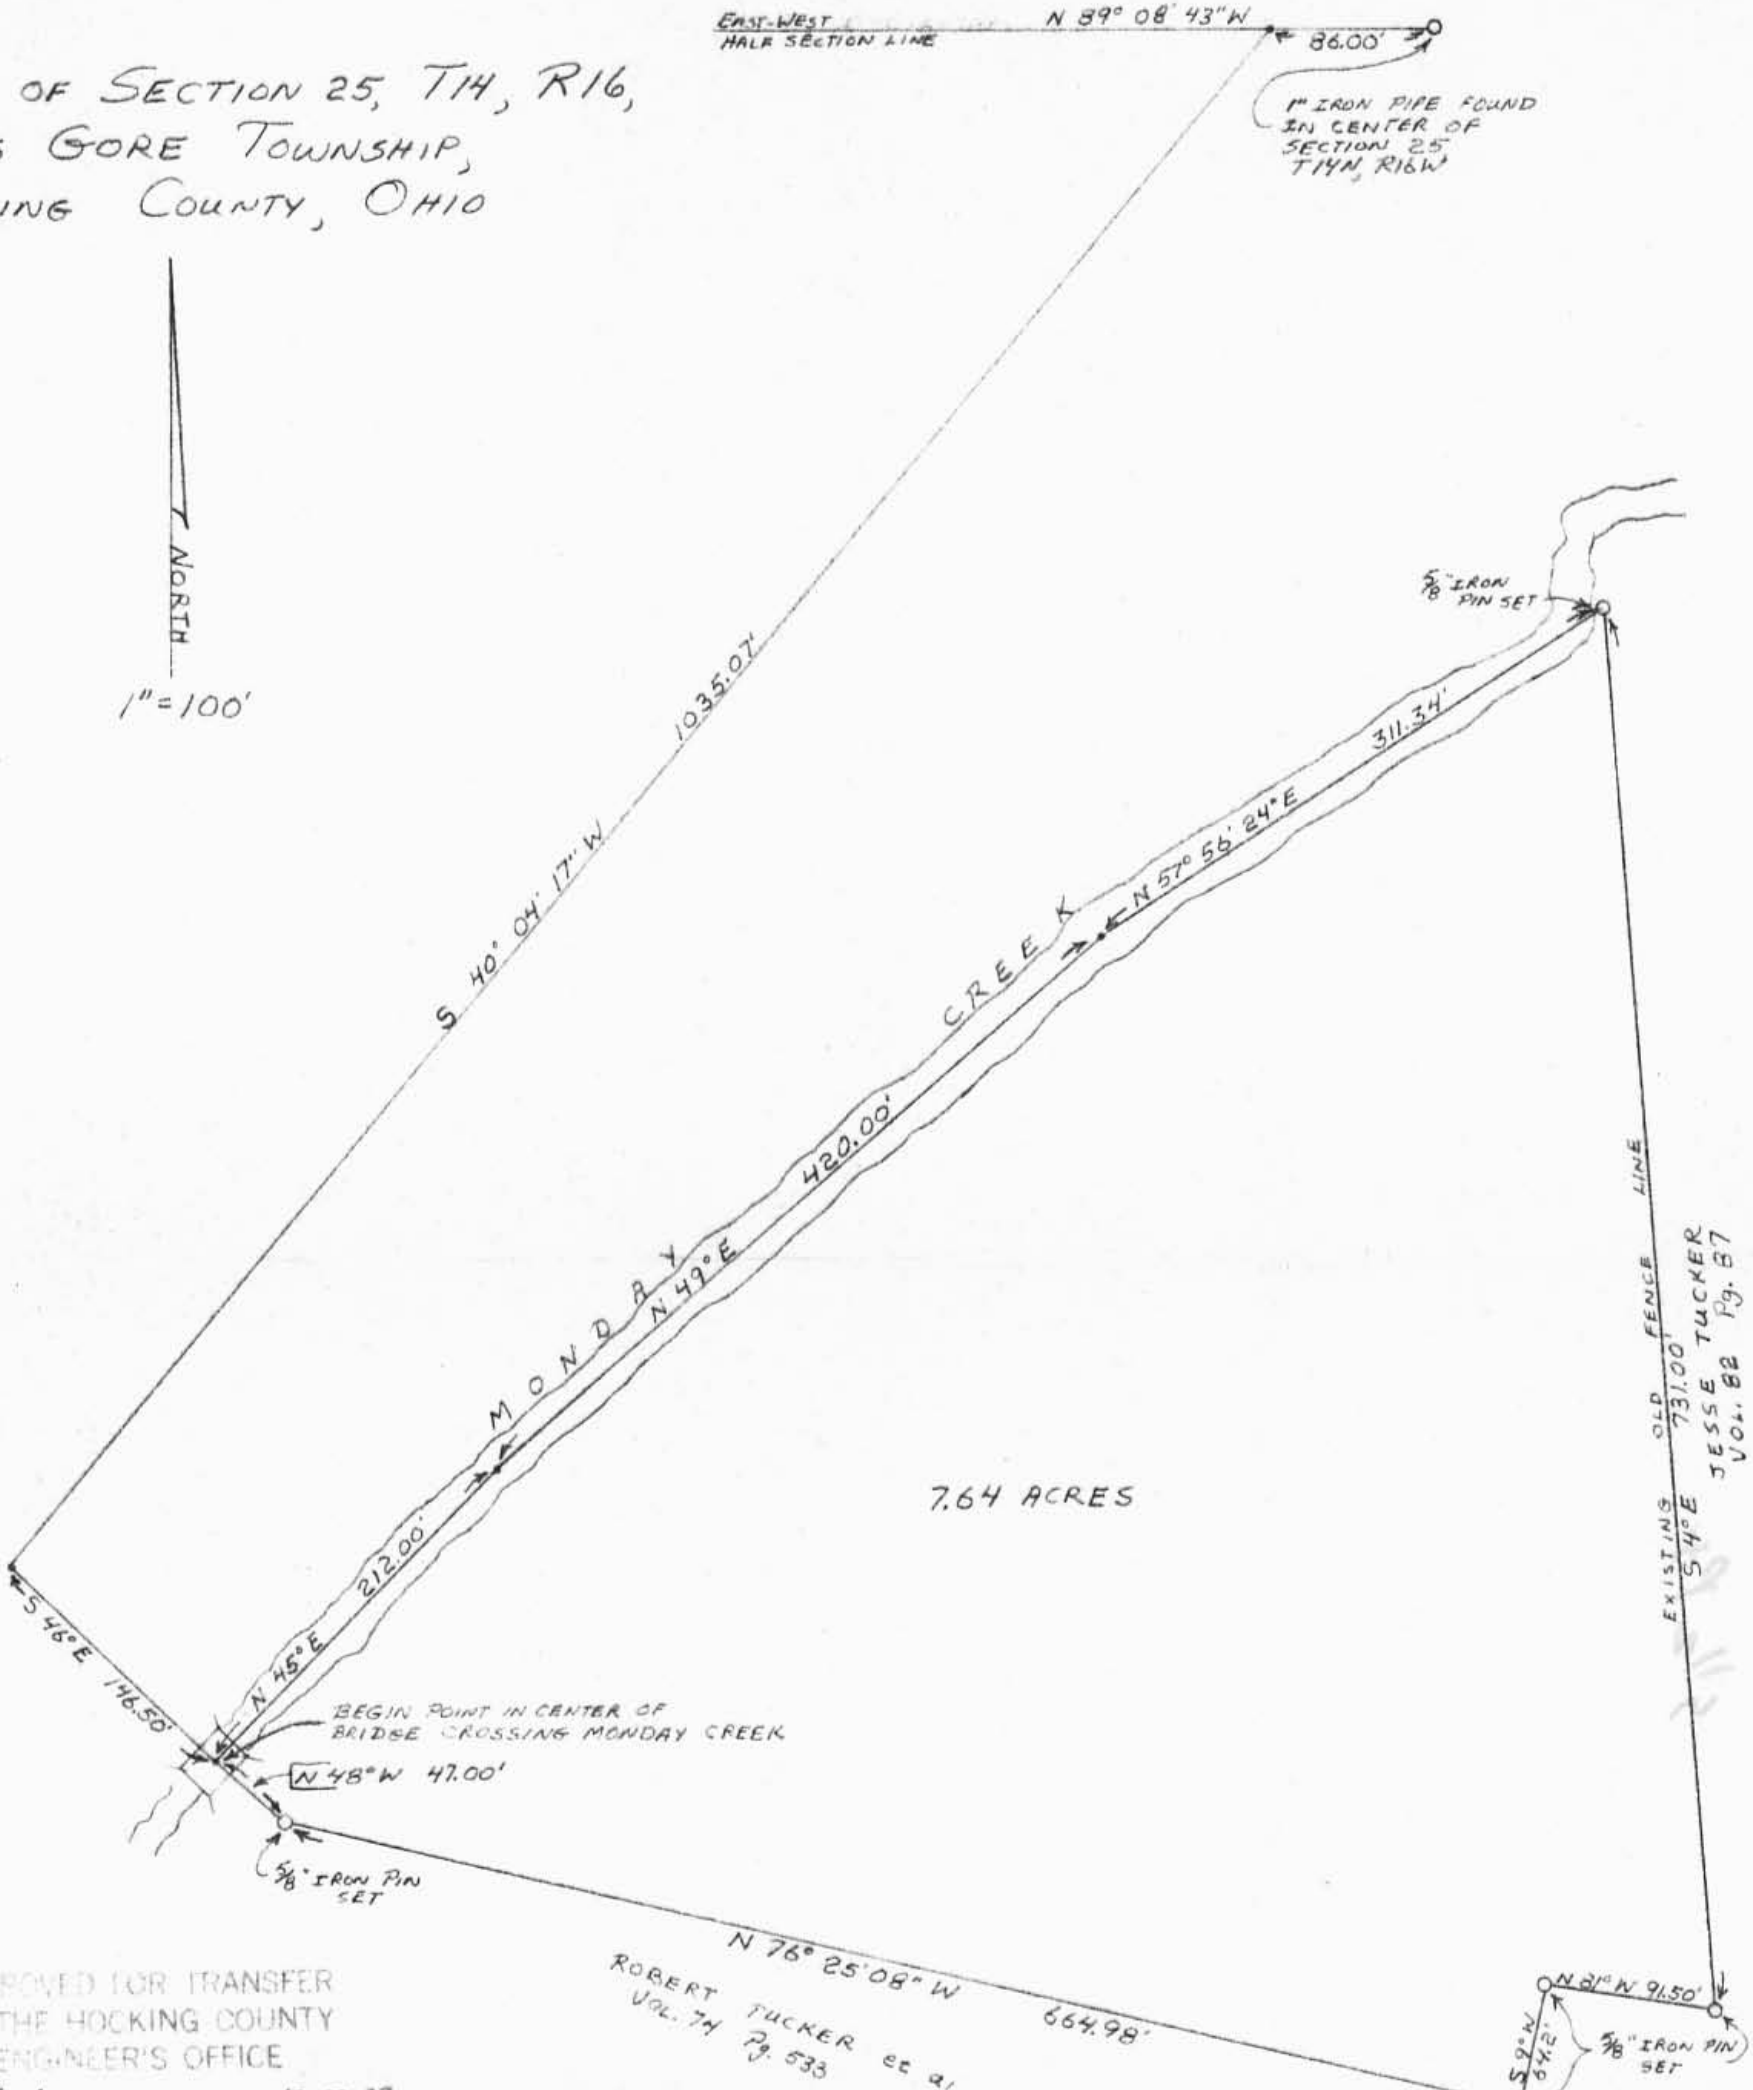 EAST-WEST
HALF SECTION LINE
N 89° 08' 43" W
86.00'
OF SECTION 25, T14, R16,
GORE TOWNSHIP,
COUNTY, OHIO
1" IRON PIPE FOUND
IN CENTER OF
SECTION 25
T14N, R16W
NORTH
1"=100'
5/8" IRON
PIN SET
1035.07'
S 40° 04' 17" W
311.34'
N 57° 56' 24" E
MONDAY CREEK
420.00'
N 49° E
212.00'
N 45° E
EXISTING OLD FENCE LINE
S 4° E 731.00'
JESSE TUCKER
VOL. 82 Pg. 87
7.64 ACRES
S 46° E 146.50'
BEGIN POINT IN CENTER OF
BRIDGE CROSSING MONDAY CREEK
N 48° W 47.00'
5/8" IRON PIN
SET
N 76° 25' 08" W 664.98'
ROBERT TUCKER et al
VOL. 74 Pg. 533
N 81° W 91.50'
S 9° W
64.2'
5/8" IRON PIN
SET
FOR TRANSFER
THE HOCKING COUNTY
ENGINEER'S OFFICE